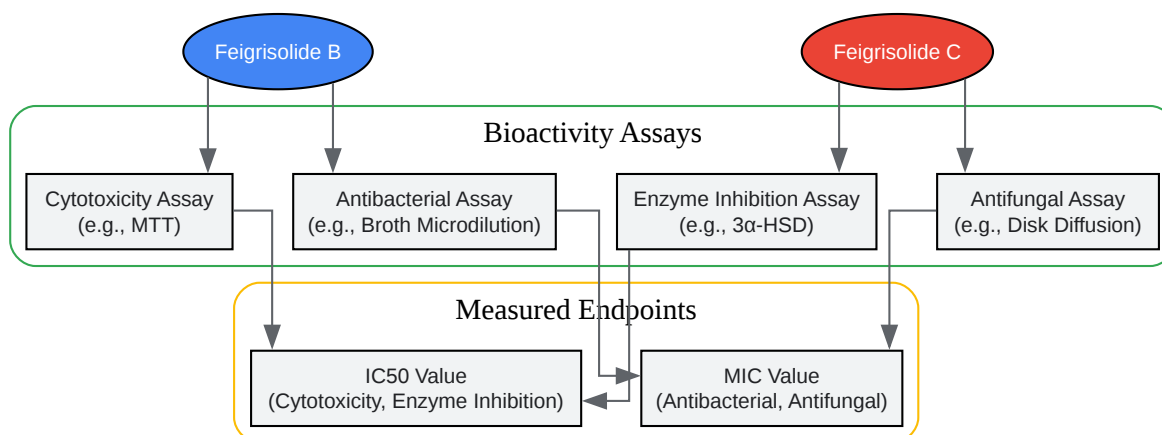 Feigrisolide B
Feigrisolide C
Bioactivity Assays
Cytotoxicity Assay
(e.g., MTT)
Antibacterial Assay
(e.g., Broth Microdilution)
Enzyme Inhibition Assay
(e.g., 3α-HSD)
Antifungal Assay
(e.g., Disk Diffusion)
Measured Endpoints
IC50 Value
(Cytotoxicity, Enzyme Inhibition)
MIC Value
(Antibacterial, Antifungal)